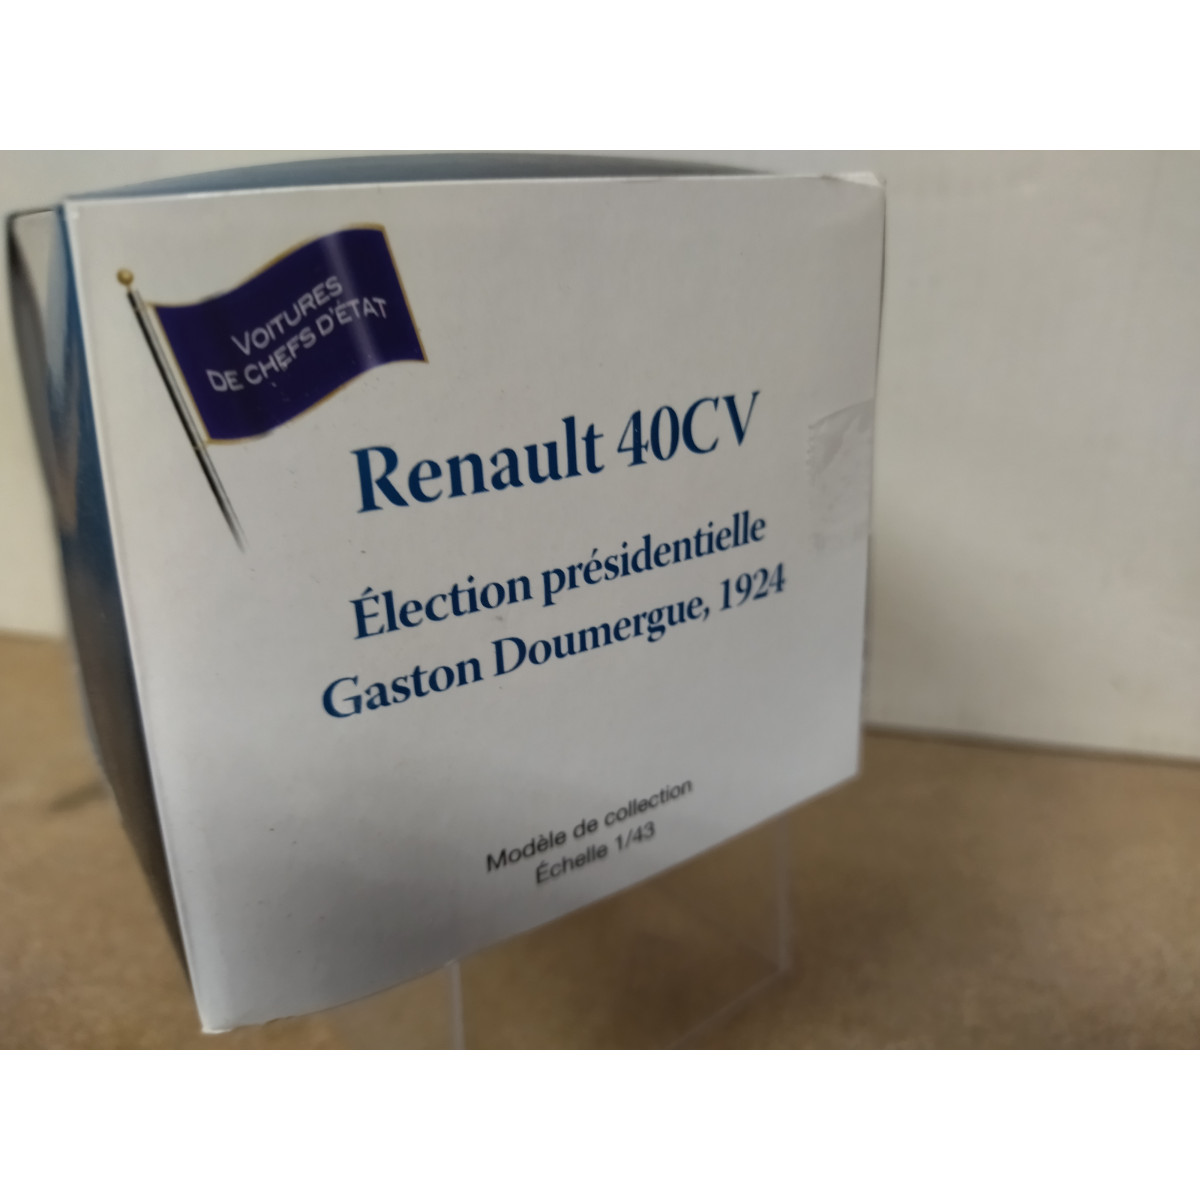 VOITURES
DE CHEFS D'ÉTAT
Renault 40CV
Élection présidentielle
Gaston Doumergue, 1924
Modèle de collection
Échelle 1/43